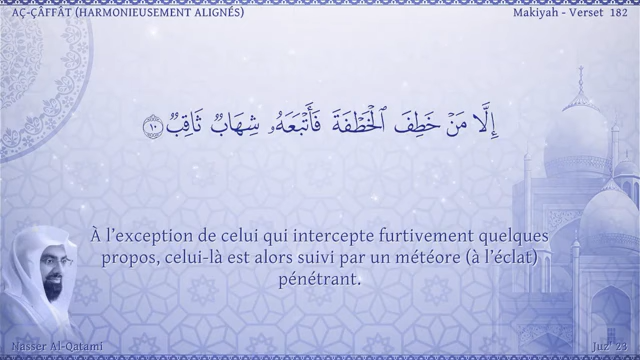 AÇ-ÇÂFFÂT (HARMONIEUSEMENT ALIGNÉS)
Makiyah - Verset 182
إِلَّا مَنْ خَطِفَ ٱلْخَطْفَةَ فَأَتْبَعَهُۥ شِهَابٌ ثَاقِبٌ ١٠
À l’exception de celui qui intercepte furtivement quelques
propos, celui-là est alors suivi par un météore (à l’éclat)
pénétrant.
Nasser Al-Qatami
Juz' 23